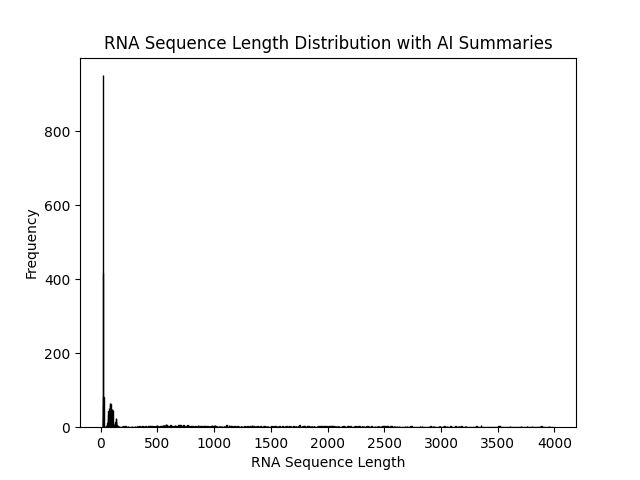 RNA Sequence Length Distribution with AI Summaries
Frequency
800
600
400
200
0
0 500 1000 1500 2000 2500 3000 3500 4000
RNA Sequence Length